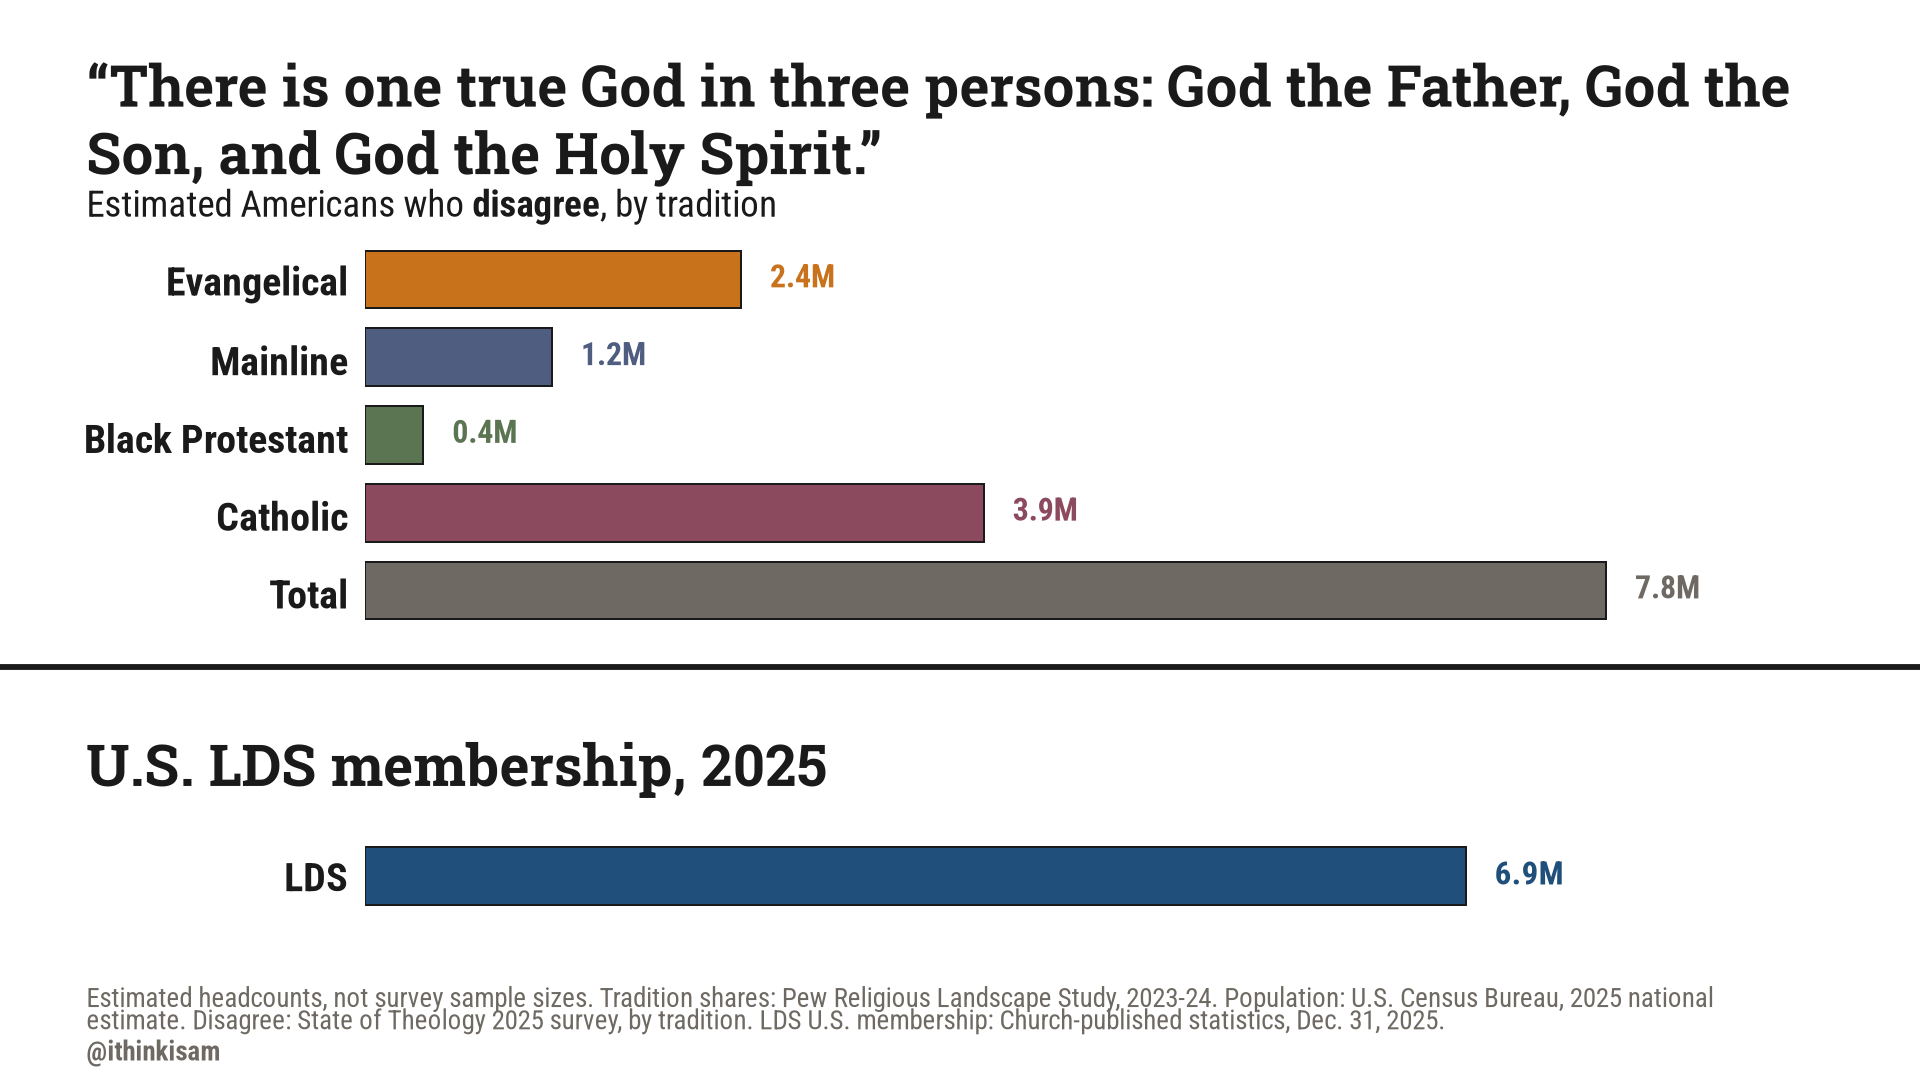 “There is one true God in three persons: God the Father, God the
Son, and God the Holy Spirit.”
Estimated Americans who disagree, by tradition
Evangelical 2.4M
Mainline 1.2M
Black Protestant 0.4M
Catholic 3.9M
Total 7.8M
U.S. LDS membership, 2025
LDS 6.9M
Estimated headcounts, not survey sample sizes. Tradition shares: Pew Religious Landscape Study, 2023-24. Population: U.S. Census Bureau, 2025 national
estimate. Disagree: State of Theology 2025 survey, by tradition. LDS U.S. membership: Church-published statistics, Dec. 31, 2025.
@ithinkisam